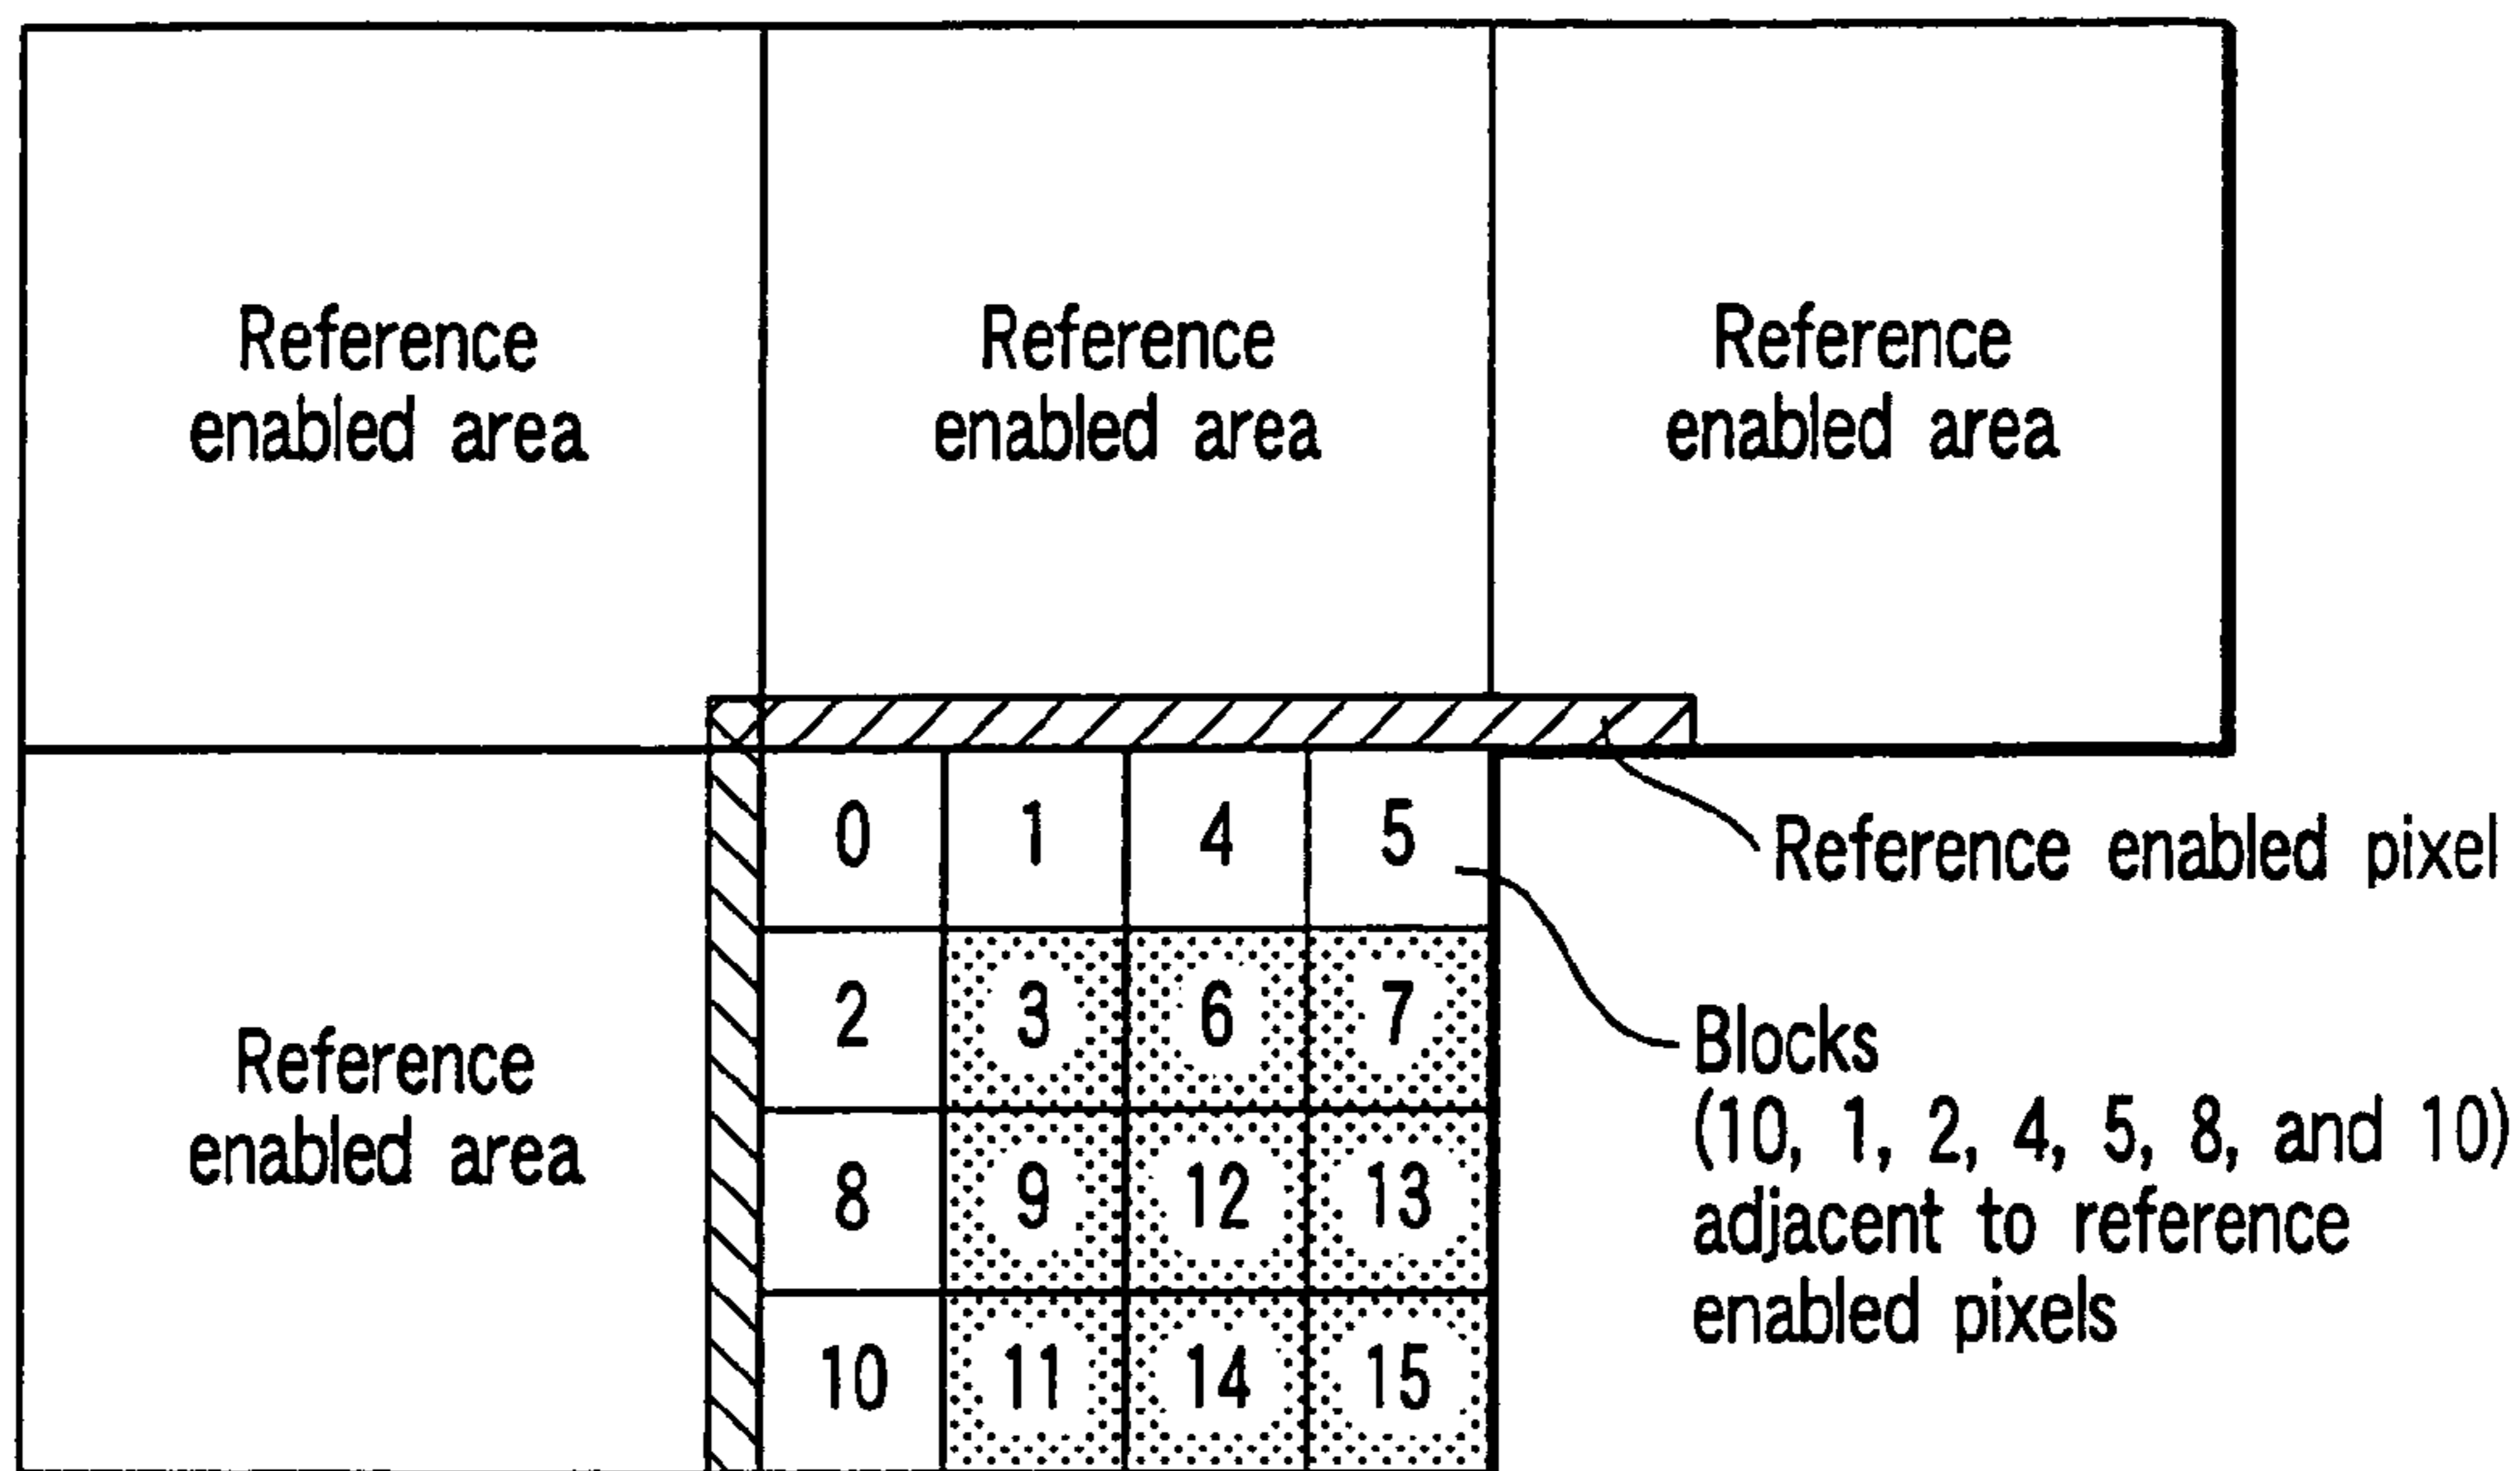 Reference
enabled area
Reference
enabled area
Reference
enabled area
0 1 4 5
Reference enabled pixel
2 3 6 7
Reference
enabled area
Blocks
(10, 1, 2, 4, 5, 8, and 10)
adjacent to reference
enabled pixels
8 9 12 13
10 11 14 15